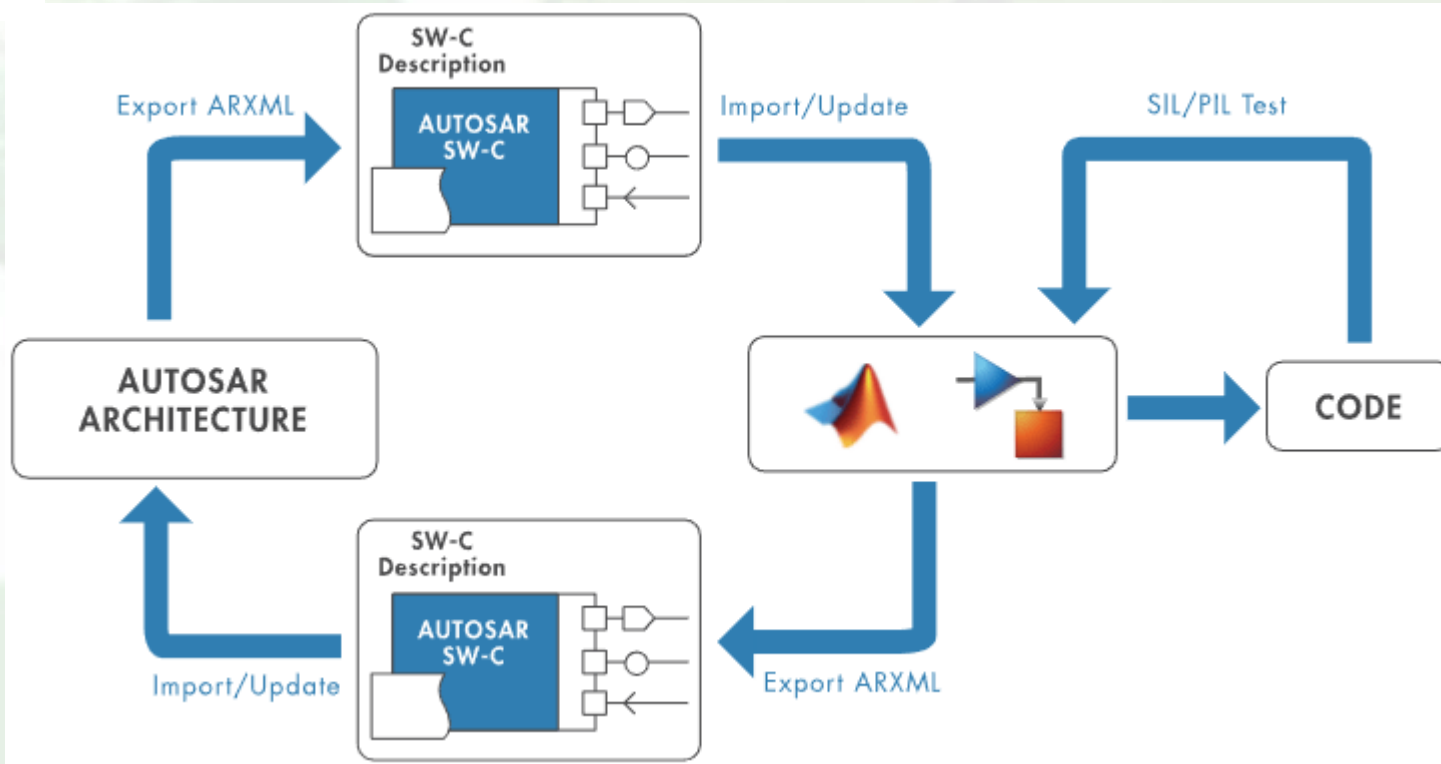 SW-C
Description
Export ARXML
AUTOSAR
SW-C
Import/Update
SIL/PIL Test
AUTOSAR
ARCHITECTURE
CODE
SW-C
Description
AUTOSAR
SW-C
Import/Update
Export ARXML